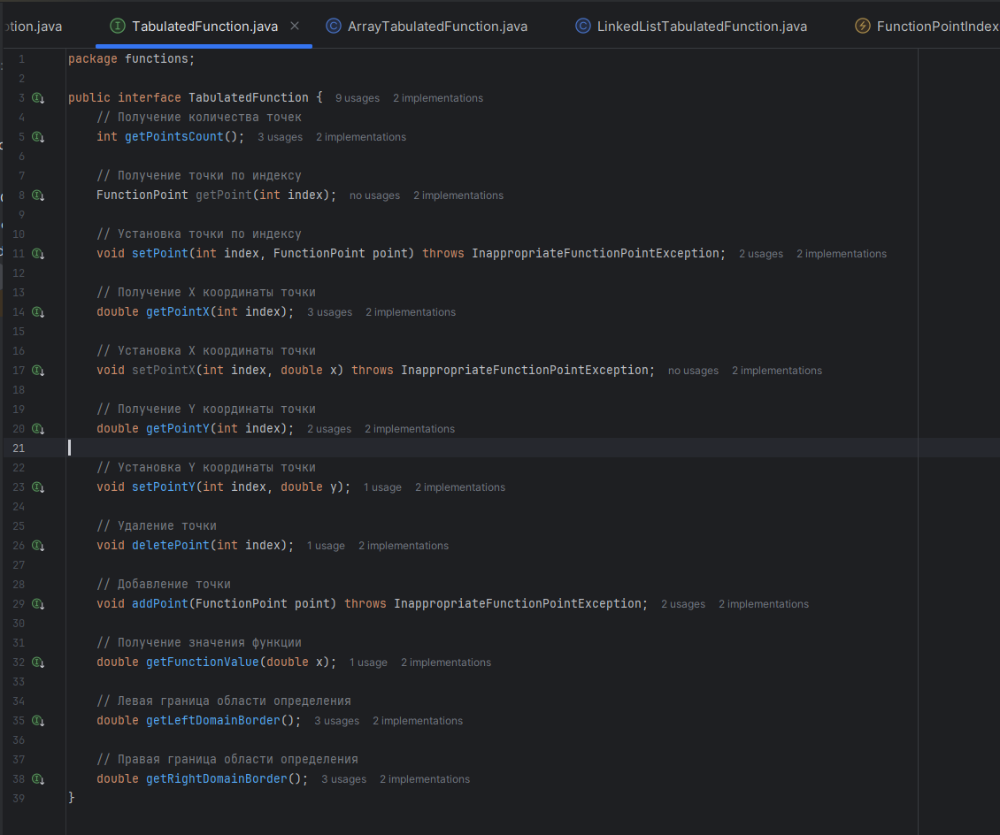 ption.java TabulatedFunction.java ArrayTabulatedFunction.java LinkedListTabulatedFunction.java FunctionPointIndex
1 package functions;
2
3 public interface TabulatedFunction { 9 usages 2 implementations
4 // Получение количества точек
5 int getPointsCount(); 3 usages 2 implementations
6
7 // Получение точки по индексу
8 FunctionPoint getPoint(int index); no usages 2 implementations
9
10 // Установка точки по индексу
11 void setPoint(int index, FunctionPoint point) throws InappropriateFunctionPointException; 2 usages 2 implementations
12
13 // Получение X координаты точки
14 double getPointX(int index); 3 usages 2 implementations
15
16 // Установка X координаты точки
17 void setPointX(int index, double x) throws InappropriateFunctionPointException; no usages 2 implementations
18
19 // Получение Y координаты точки
20 double getPointY(int index); 2 usages 2 implementations
21
22 // Установка Y координаты точки
23 void setPointY(int index, double y); 1 usage 2 implementations
24
25 // Удаление точки
26 void deletePoint(int index); 1 usage 2 implementations
27
28 // Добавление точки
29 void addPoint(FunctionPoint point) throws InappropriateFunctionPointException; 2 usages 2 implementations
30
31 // Получение значения функции
32 double getFunctionValue(double x); 1 usage 2 implementations
33
34 // Левая граница области определения
35 double getLeftDomainBorder(); 3 usages 2 implementations
36
37 // Правая граница области определения
38 double getRightDomainBorder(); 3 usages 2 implementations
39 }